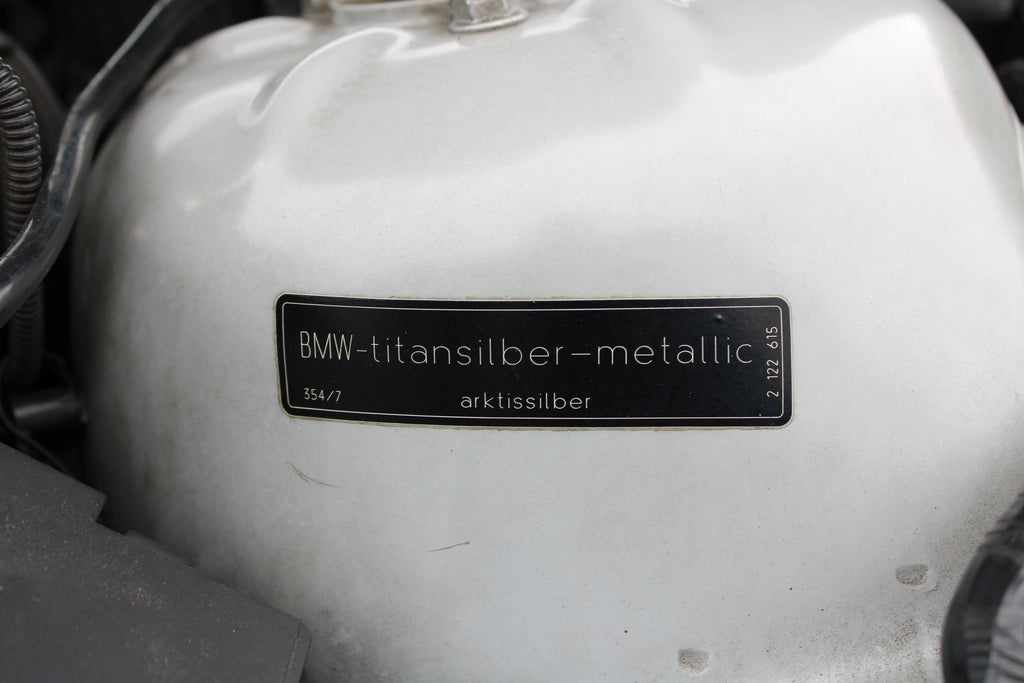 BMW-titansilber-metallic
354/7
arktissilber
2 122 615